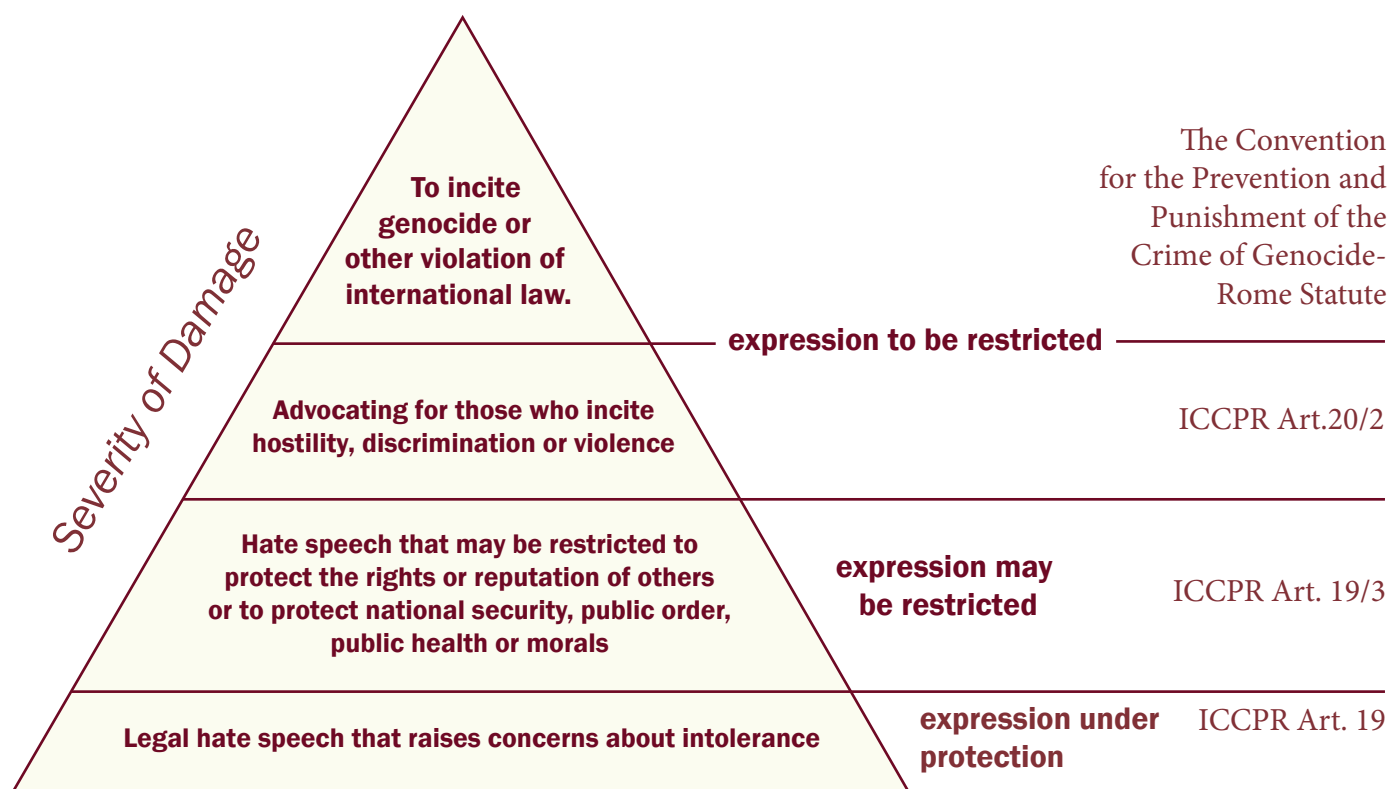 To incite
genocide or
other violation of
international law.
The Convention
for the Prevention and
Punishment of the
Crime of Genocide-
Rome Statute
Severity of Damage
expression to be restricted
Advocating for those who incite
hostility, discrimination or violence
ICCPR Art.20/2
Hate speech that may be restricted to
protect the rights or reputation of others
or to protect national security, public order,
public health or morals
expression may
be restricted
ICCPR Art. 19/3
Legal hate speech that raises concerns about intolerance
expression under
protection
ICCPR Art. 19